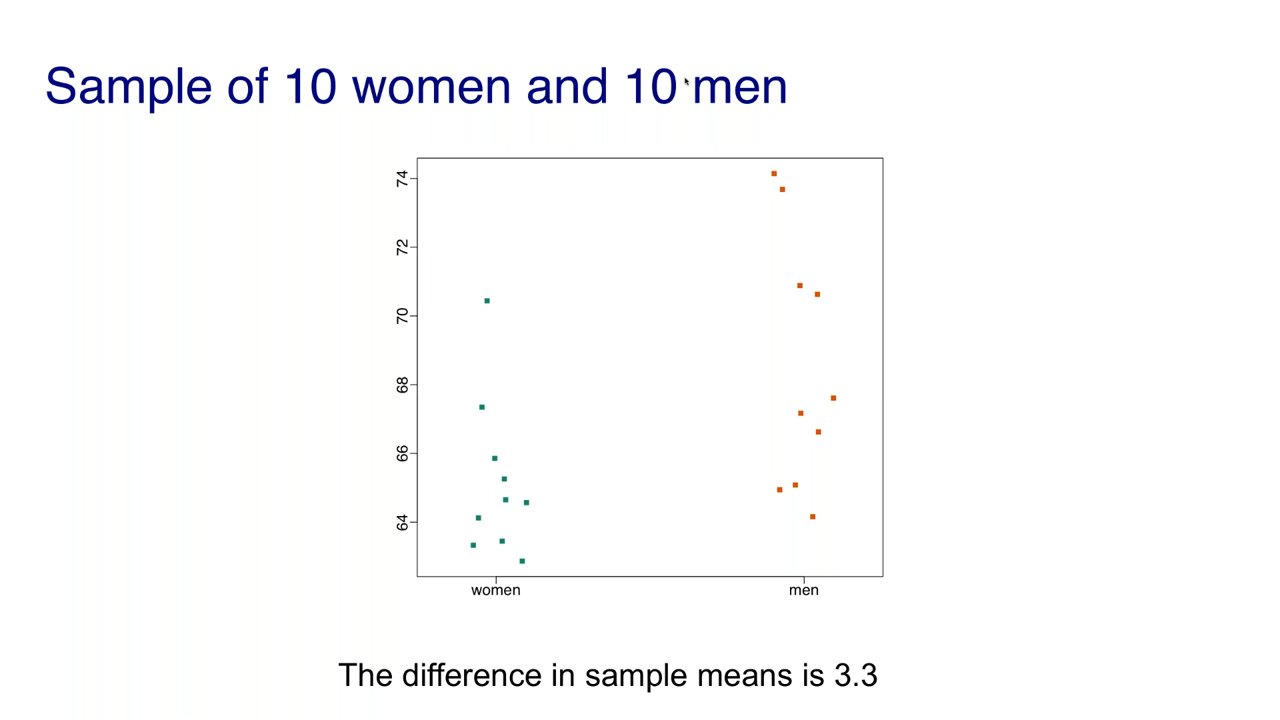 Sample of 10 women and 10 men
74
72
70
68
66
64
women men
The difference in sample means is 3.3